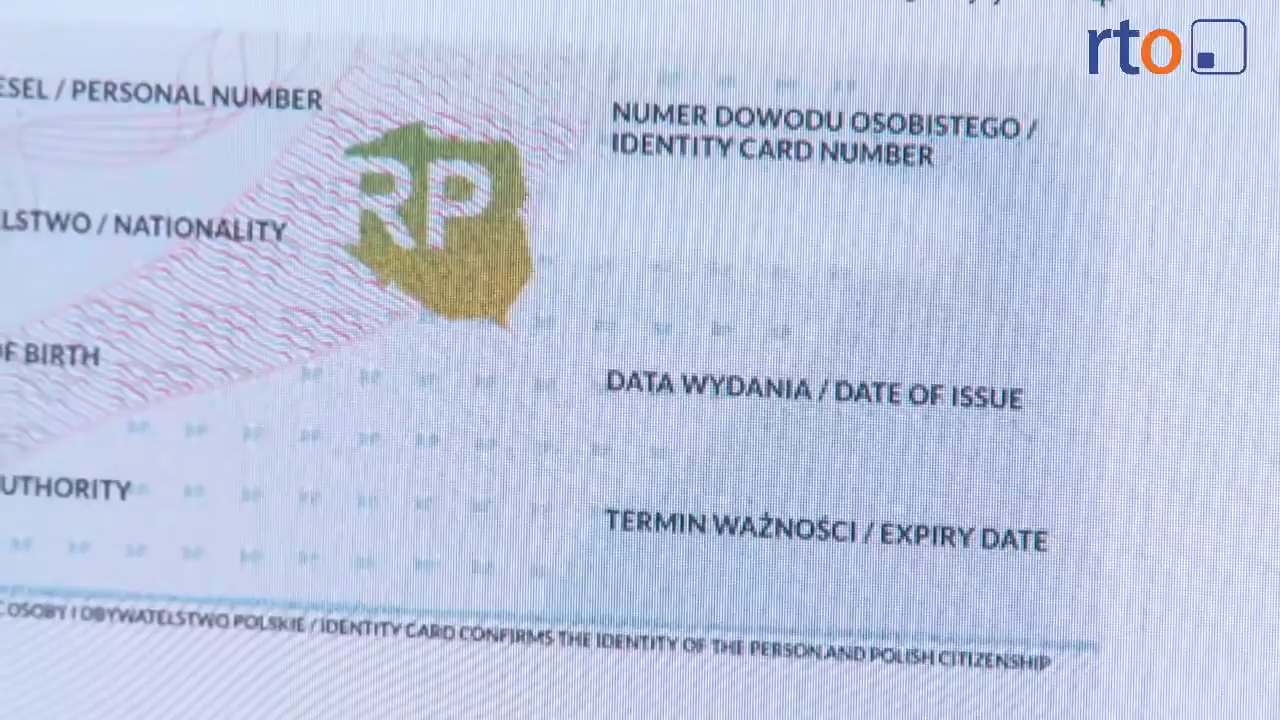 rto
ESEL / PERSONAL NUMBER
NUMER DOWODU OSOBISTEGO /
IDENTITY CARD NUMBER
RP
LSTWO / NATIONALITY
F BIRTH
DATA WYDANIA / DATE OF ISSUE
UTHORITY
TERMIN WAŻNOŚCI / EXPIRY DATE
OSOBY I OBYWATELSTWO POLSKIE / IDENTITY CARD CONFIRMS THE IDENTITY OF THE PERSON AND POLISH CITIZENSHIP